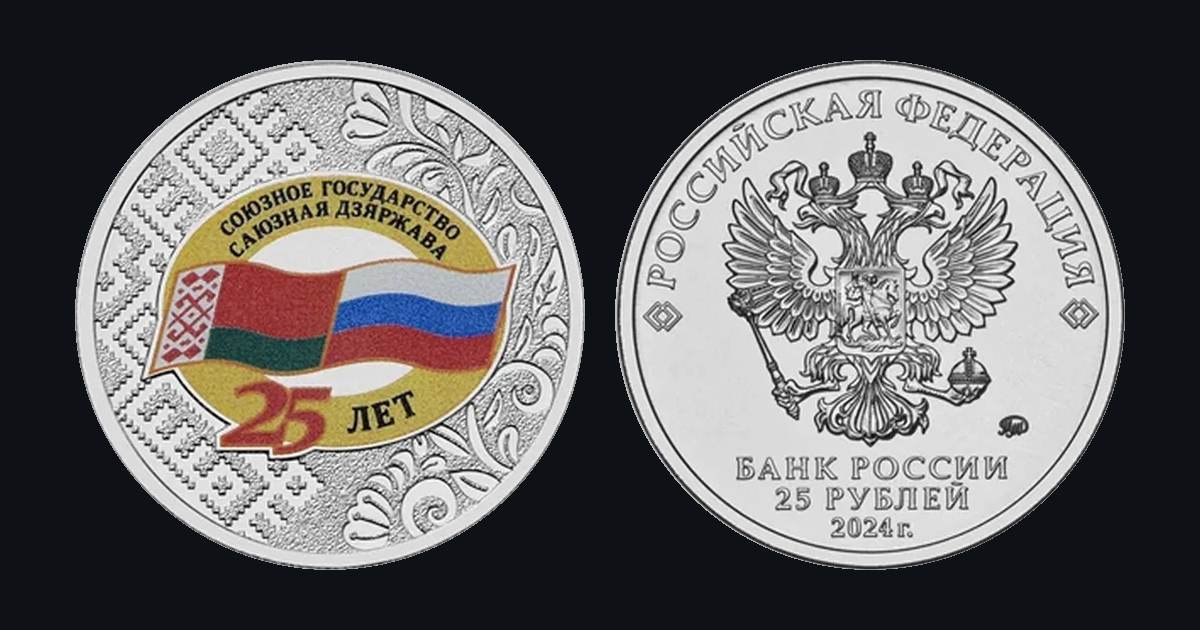 СОЮЗНОЕ ГОСУДАРСТВО
САЮЗНАЯ ДЗЯРЖАВА
25 ЛЕТ
РОССИЙСКАЯ ФЕДЕРАЦИЯ
ММД
БАНК РОССИИ
25 РУБЛЕЙ
2024 г.